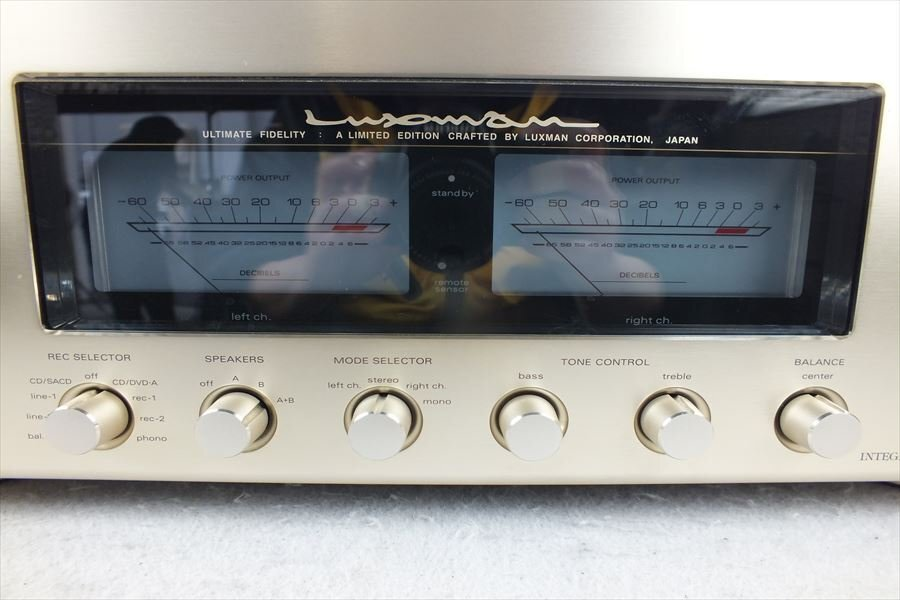 Luxman
ULTIMATE FIDELITY : A LIMITED EDITION CRAFTED BY LUXMAN CORPORATION, JAPAN
POWER OUTPUT
-60 50 40 30 20 10 6 3 0 3 +
DECIBELS
left ch.
stand by
remote sensor
POWER OUTPUT
-60 50 40 30 20 10 6 3 0 3 +
DECIBELS
right ch.
REC SELECTOR
off
CD/SACD
CD/DVD·A
line-1
rec-1
rec-2
bal.
phono
SPEAKERS
off A B
A+B
MODE SELECTOR
left ch. stereo right ch.
mono
TONE CONTROL
bass
treble
BALANCE
center
INTEG